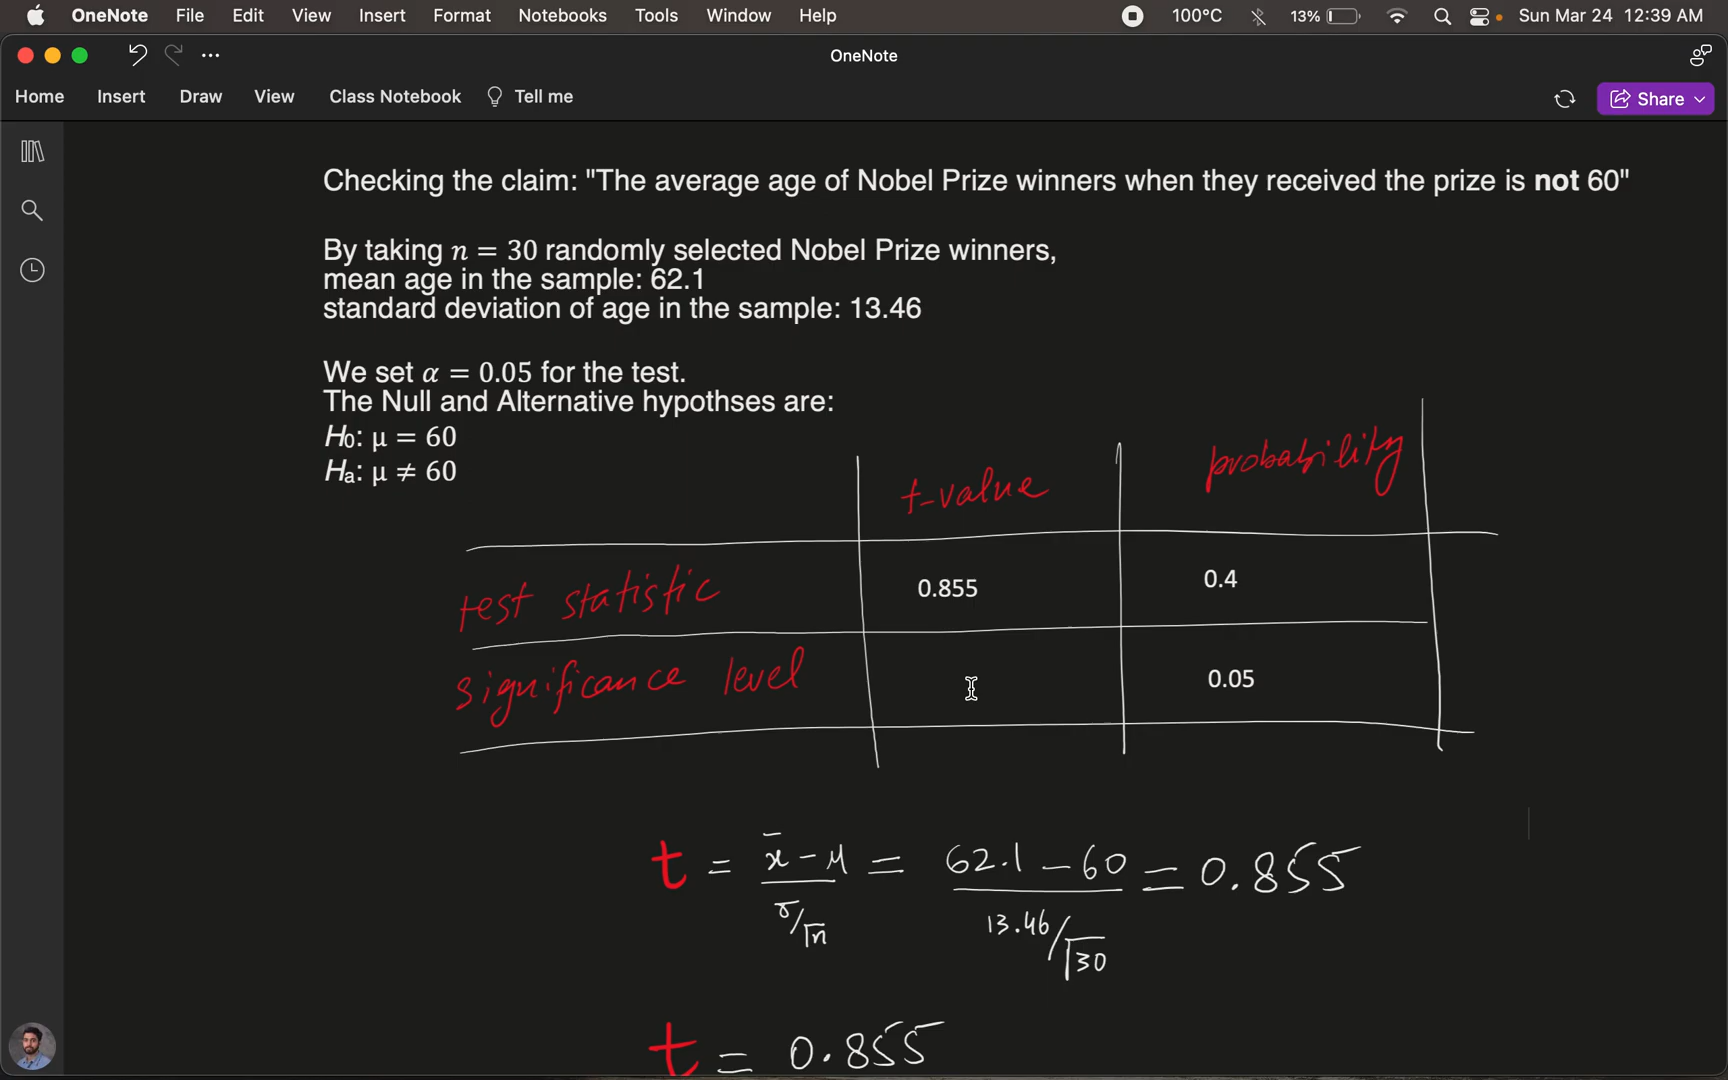 OneNote File Edit View Insert Format Notebooks Tools Window Help 100°C 13% Sun Mar 24 12:39 AM
OneNote
Home Insert Draw View Class Notebook Tell me Share
Checking the claim: "The average age of Nobel Prize winners when they received the prize is not 60"
By taking n = 30 randomly selected Nobel Prize winners,
mean age in the sample: 62.1
standard deviation of age in the sample: 13.46
We set α = 0.05 for the test.
The Null and Alternative hypothses are:
H0: μ = 60
Ha: μ ≠ 60
t-value probability
test statistic 0.855 0.4
significance level 0.05
t = x̄ - μ = 62.1 - 60 = 0.855
σ/√n 13.46/√30
t = 0.855